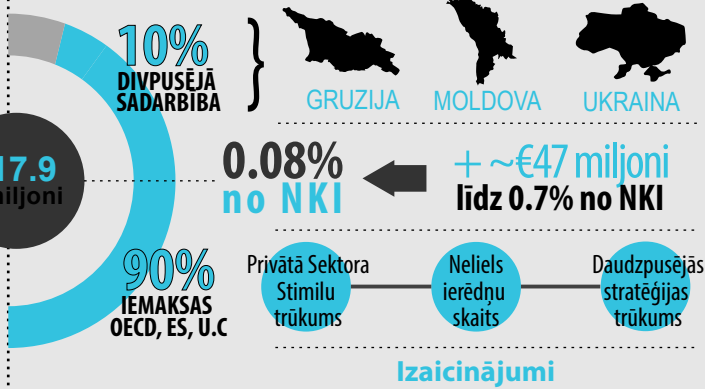 10%
DIVPUSĒJĀ
SADARBĪBA
}
GRUZIJA MOLDOVA UKRAINA
17.9
miljoni
0.08%
no NKI
+ ~€47 miljoni
līdz 0.7% no NKI
90%
IEMAKSAS
OECD, ES, U.C
Privātā Sektora
Stimilu
trūkums
Neliels
ierēdņu
skaits
Daudzpusējās
stratēģijas
trūkums
Izaicinājumi